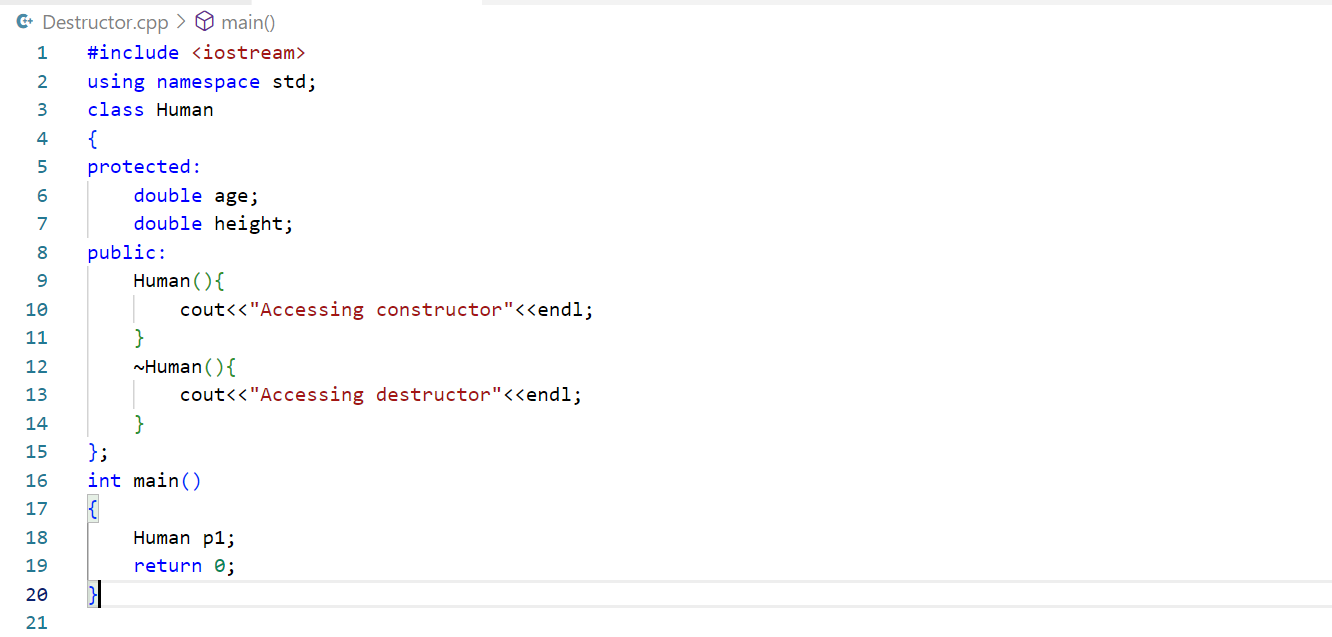 Destructor.cpp > main()
1 #include <iostream>
2 using namespace std;
3 class Human
4 {
5 protected:
6     double age;
7     double height;
8 public:
9     Human(){
10         cout<<"Accessing constructor"<<endl;
11     }
12     ~Human(){
13         cout<<"Accessing destructor"<<endl;
14     }
15 };
16 int main()
17 {
18     Human p1;
19     return 0;
20 }
21